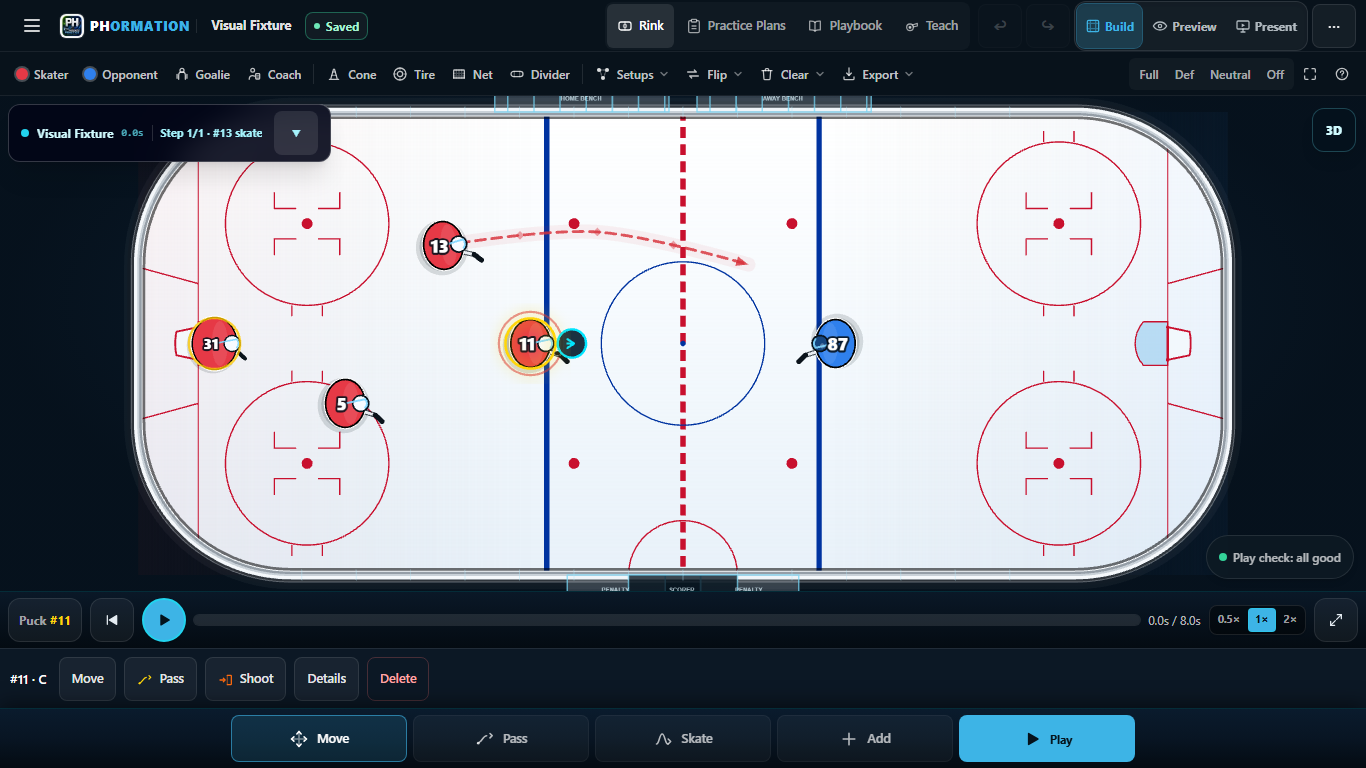 PH PHORMATION Visual Fixture Saved Rink Practice Plans Playbook Teach Build Preview Present ...
Skater Opponent Goalie Coach Cone Tire Net Divider Setups Flip Clear Export Full Def Neutral Off
HOME BENCH AWAY BENCH
Visual Fixture 0.0s Step 1/1 · #13 skate
3D
13
31
11
87
5
Play check: all good
PENALTY SCORER PENALTY
Puck #11 0.0s / 8.0s 0.5× 1× 2×
#11 · C Move Pass Shoot Details Delete
Move Pass Skate Add Play